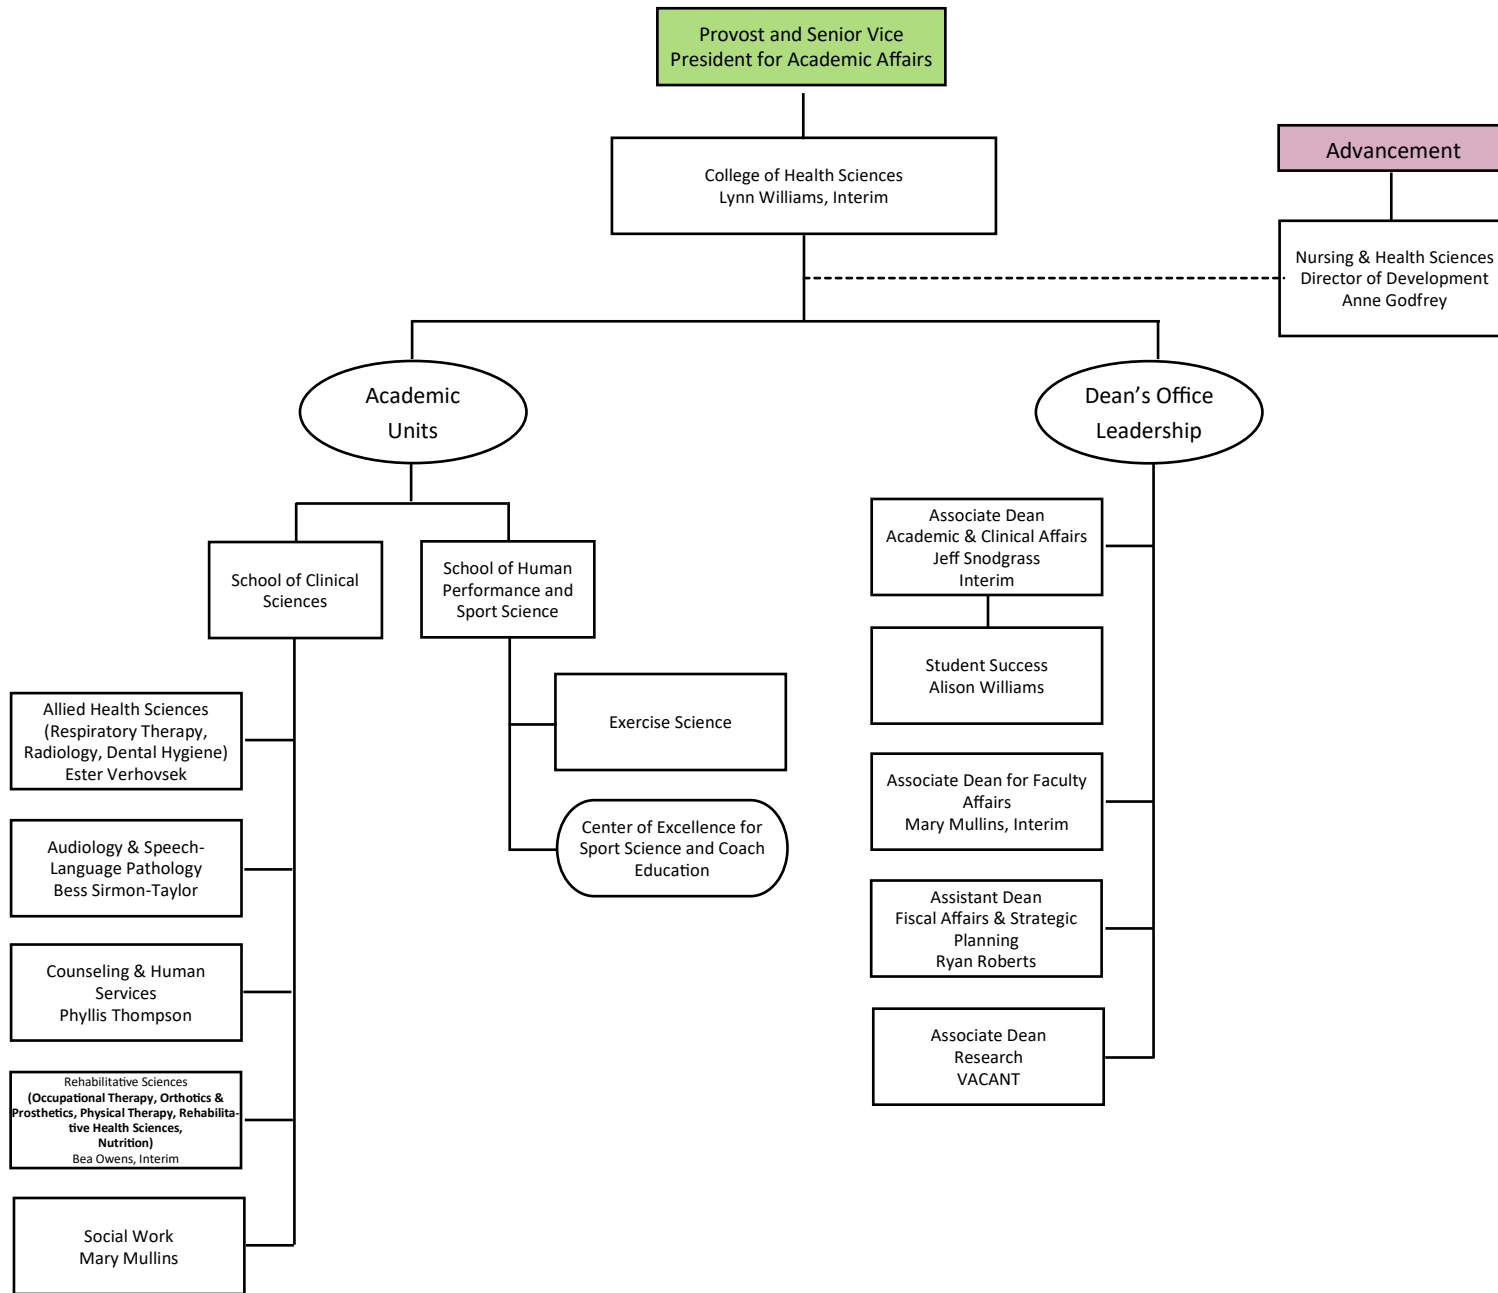 Provost and Senior Vice
President for Academic Affairs
College of Health Sciences
Lynn Williams, Interim
Advancement
Nursing & Health Sciences
Director of Development
Anne Godfrey
Academic
Units
Dean’s Office
Leadership
School of Clinical
Sciences
School of Human
Performance and
Sport Science
Allied Health Sciences
(Respiratory Therapy,
Radiology, Dental Hygiene)
Ester Verhovsek
Audiology & Speech-
Language Pathology
Bess Sirmon-Taylor
Counseling & Human
Services
Phyllis Thompson
Rehabilitative Sciences
(Occupational Therapy, Orthotics &
Prosthetics, Physical Therapy, Rehabilita-
tive Health Sciences,
Nutrition)
Bea Owens, Interim
Social Work
Mary Mullins
Exercise Science
Center of Excellence for
Sport Science and Coach
Education
Associate Dean
Academic & Clinical Affairs
Jeff Snodgrass
Interim
Student Success
Alison Williams
Associate Dean for Faculty
Affairs
Mary Mullins, Interim
Assistant Dean
Fiscal Affairs & Strategic
Planning
Ryan Roberts
Associate Dean
Research
VACANT